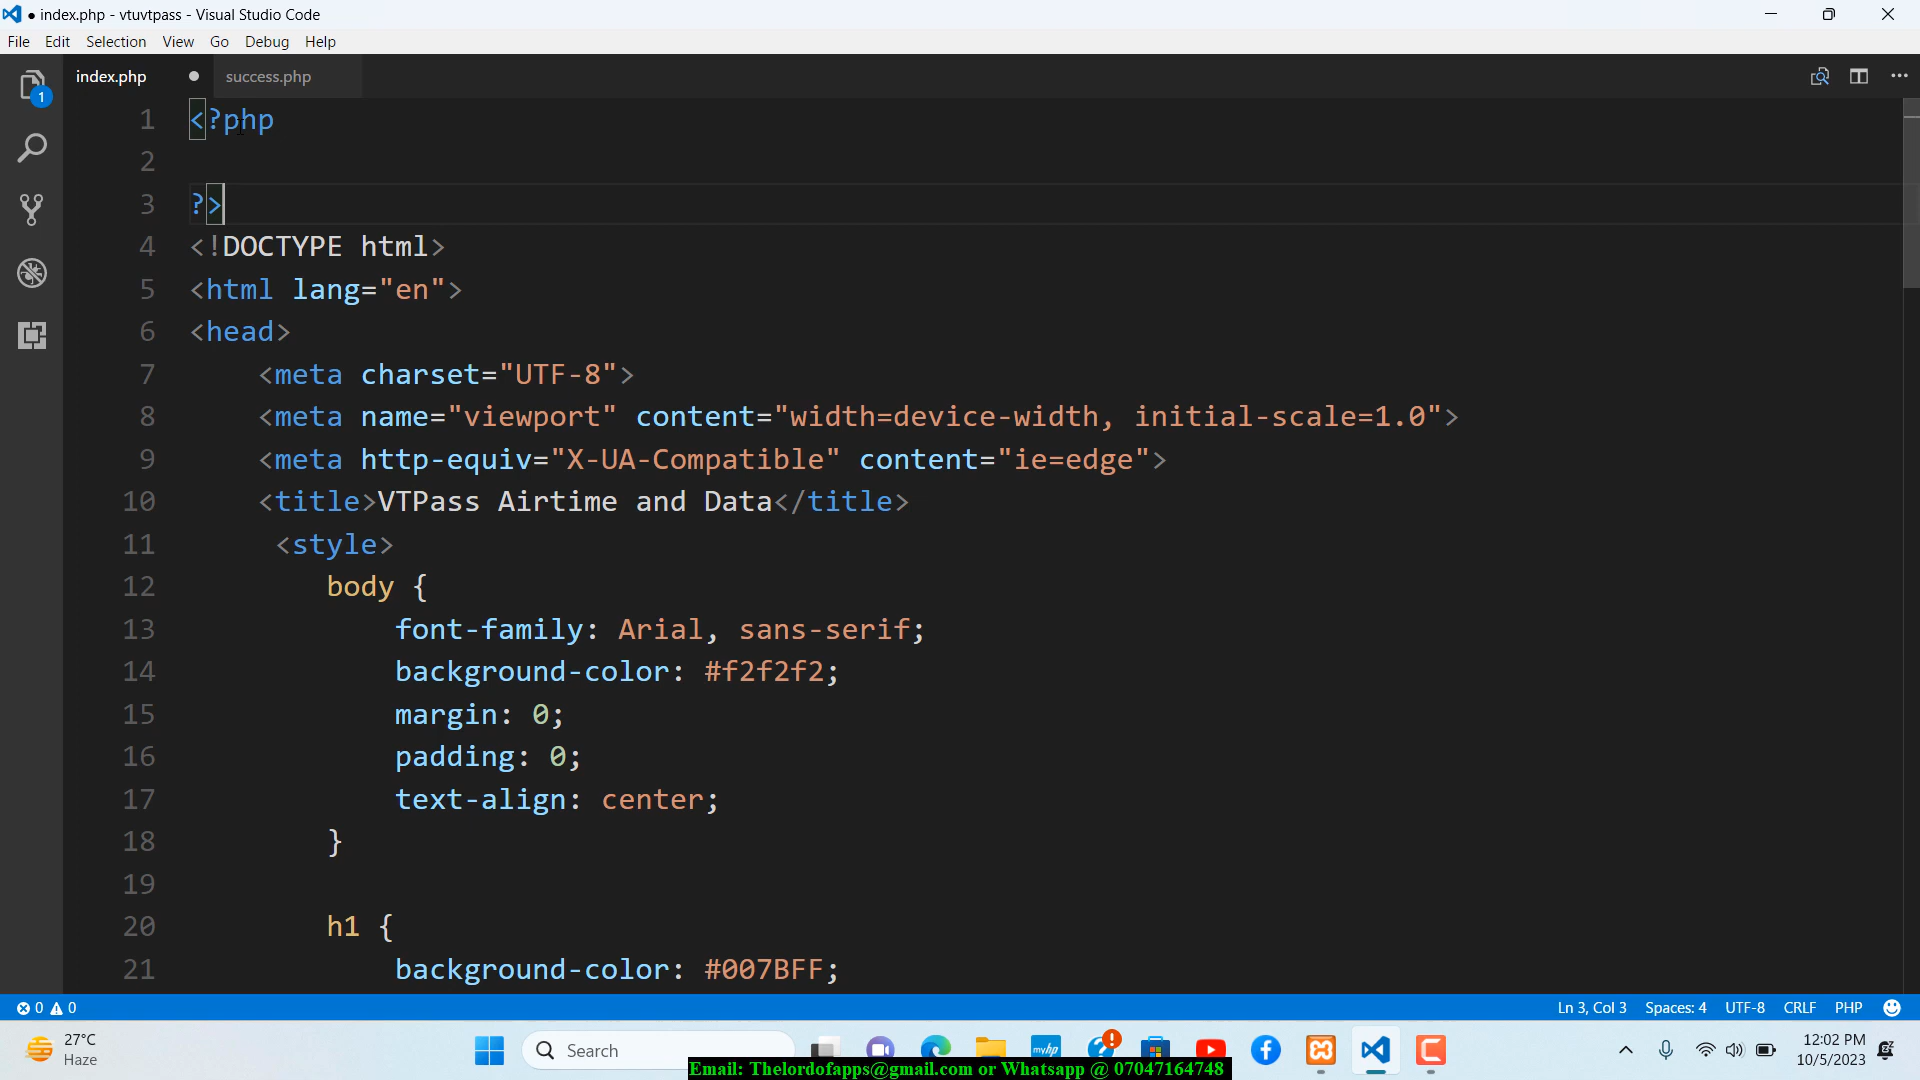 ● index.php - vtuvtpass - Visual Studio Code
File Edit Selection View Go Debug Help
index.php ● success.php
1
1 <?php
2
3 ?>
4 <!DOCTYPE html>
5 <html lang="en">
6 <head>
7 <meta charset="UTF-8">
8 <meta name="viewport" content="width=device-width, initial-scale=1.0">
9 <meta http-equiv="X-UA-Compatible" content="ie=edge">
10 <title>VTPass Airtime and Data</title>
11 <style>
12 body {
13 font-family: Arial, sans-serif;
14 background-color: #f2f2f2;
15 margin: 0;
16 padding: 0;
17 text-align: center;
18 }
19
20 h1 {
21 background-color: #007BFF;
0 0 Ln 3, Col 3 Spaces: 4 UTF-8 CRLF PHP
27°C
Haze
Search
myhp
12:02 PM
10/5/2023
Email: Thelordofapps@gmail.com or Whatsapp @ 07047164748